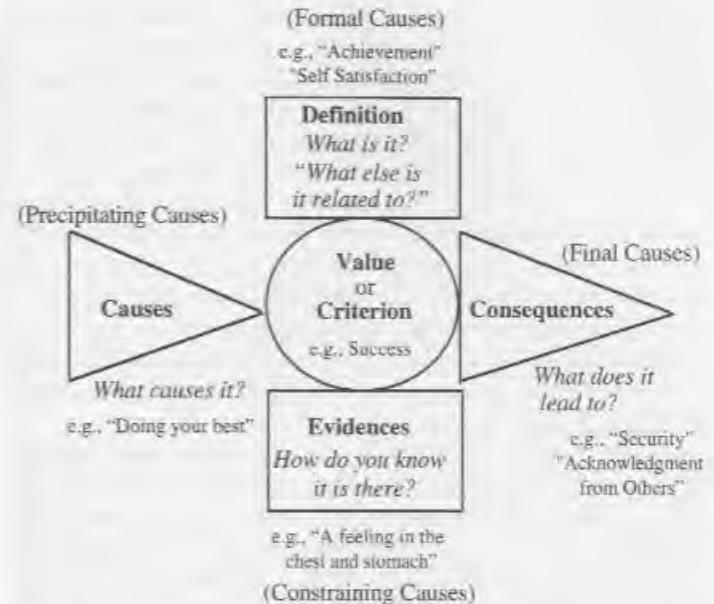 (Formal Causes)
e.g., "Achievement"
"Self Satisfaction"
Definition
What is it?
"What else is
it related to?"
(Precipitating Causes)
Causes
What causes it?
e.g., "Doing your best"
Value
or
Criterion
e.g., Success
(Final Causes)
Consequences
What does it
lead to?
e.g., "Security"
"Acknowledgment
from Others"
Evidences
How do you know
it is there?
e.g., "A feeling in the
chest and stomach"
(Constraining Causes)